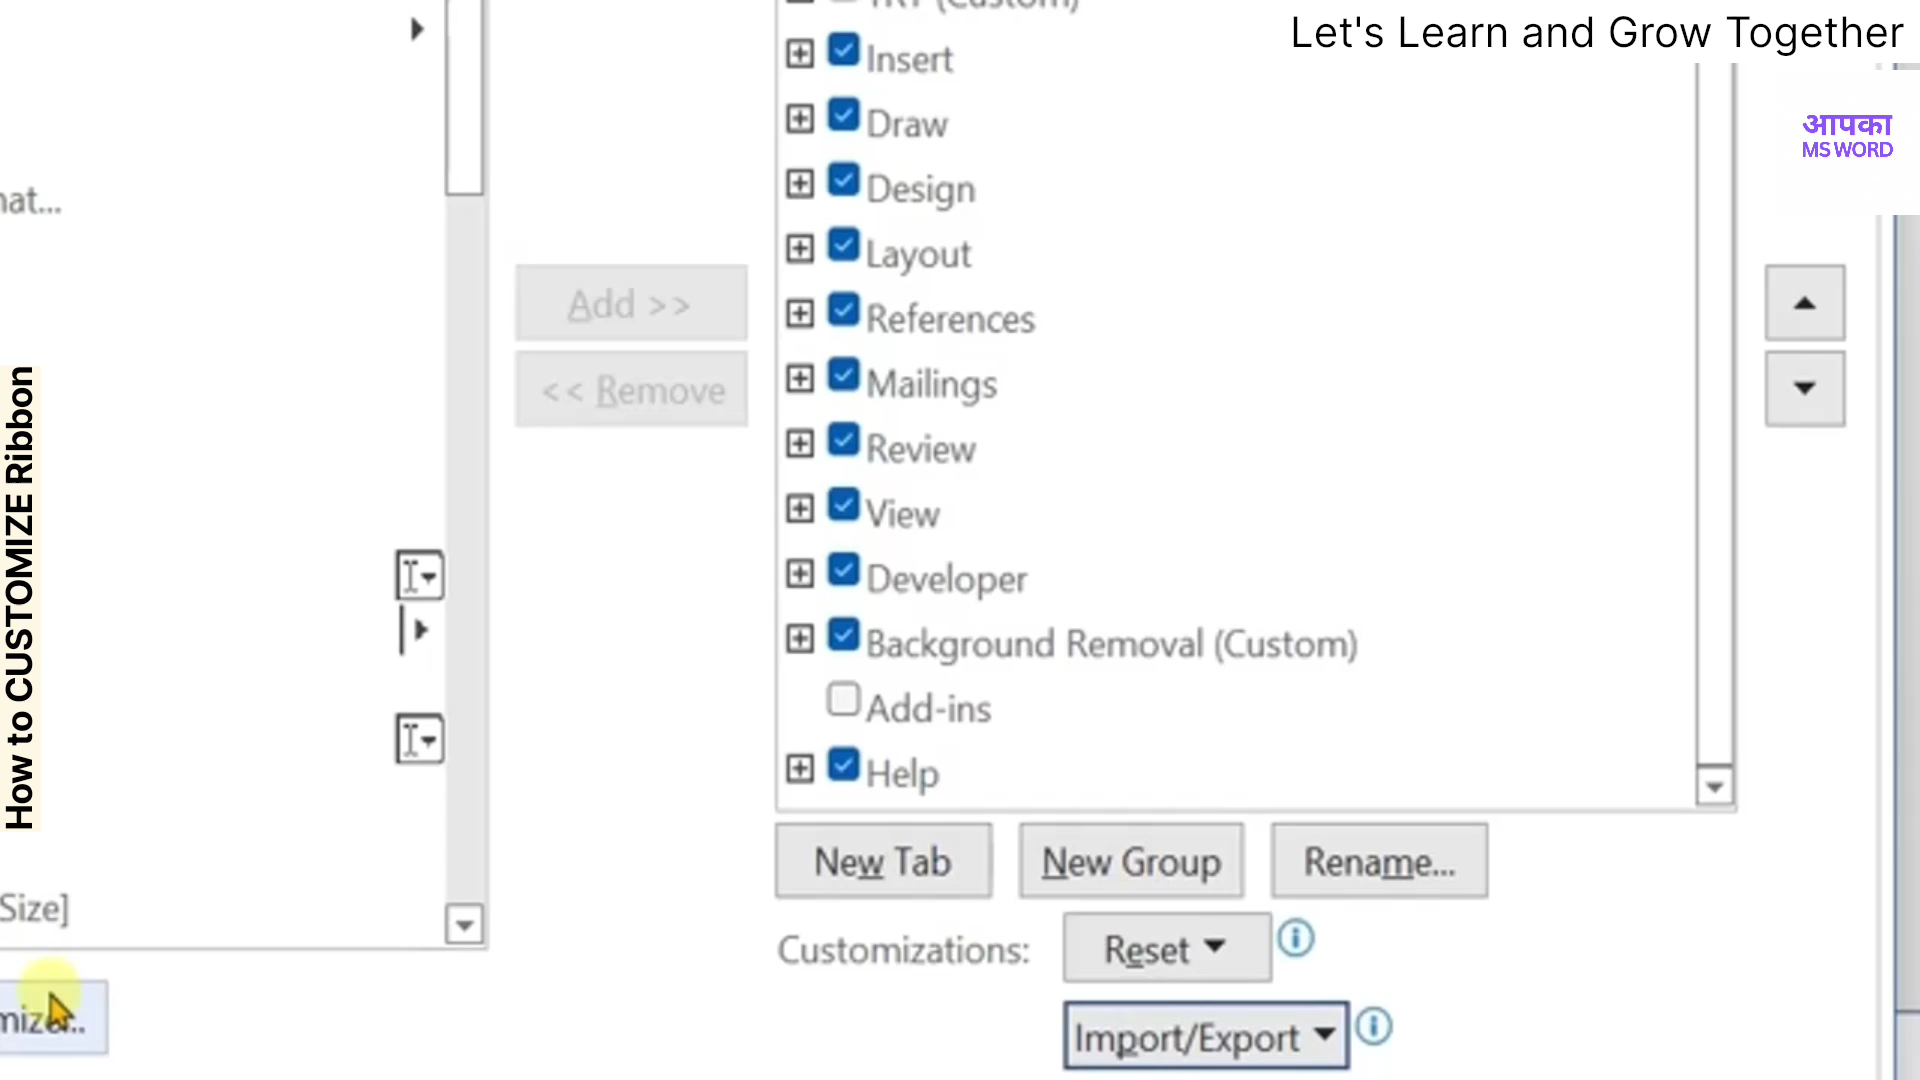 Let's Learn and Grow Together
आपका
MS WORD
(Custom)
Insert
Draw
Design
Layout
References
Mailings
Review
View
Developer
Background Removal (Custom)
Add-ins
Help
Add >>
<< Remove
How to CUSTOMIZE Ribbon
Size]
New Tab
New Group
Rename...
Customizations:
Reset
Import/Export